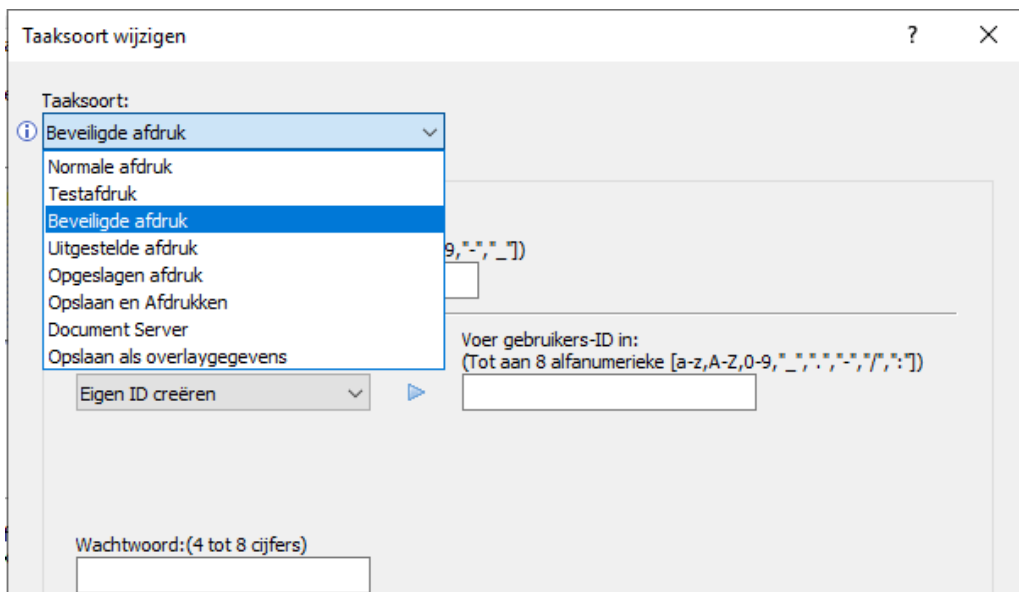 Taaksoort wijzigen ?
Taaksoort:
Beveiligde afdruk
Normale afdruk
Testafdruk
Beveiligde afdruk
Uitgestelde afdruk
9,"-","_"])
Opgeslagen afdruk
Opslaan en Afdrukken
Document Server
Voer gebruikers-ID in:
Opslaan als overlaygegevens
(Tot aan 8 alfanumerieke [a-z,A-Z,0-9,"_",".","-","/",":"])
Eigen ID creëren
Wachtwoord:(4 tot 8 cijfers)